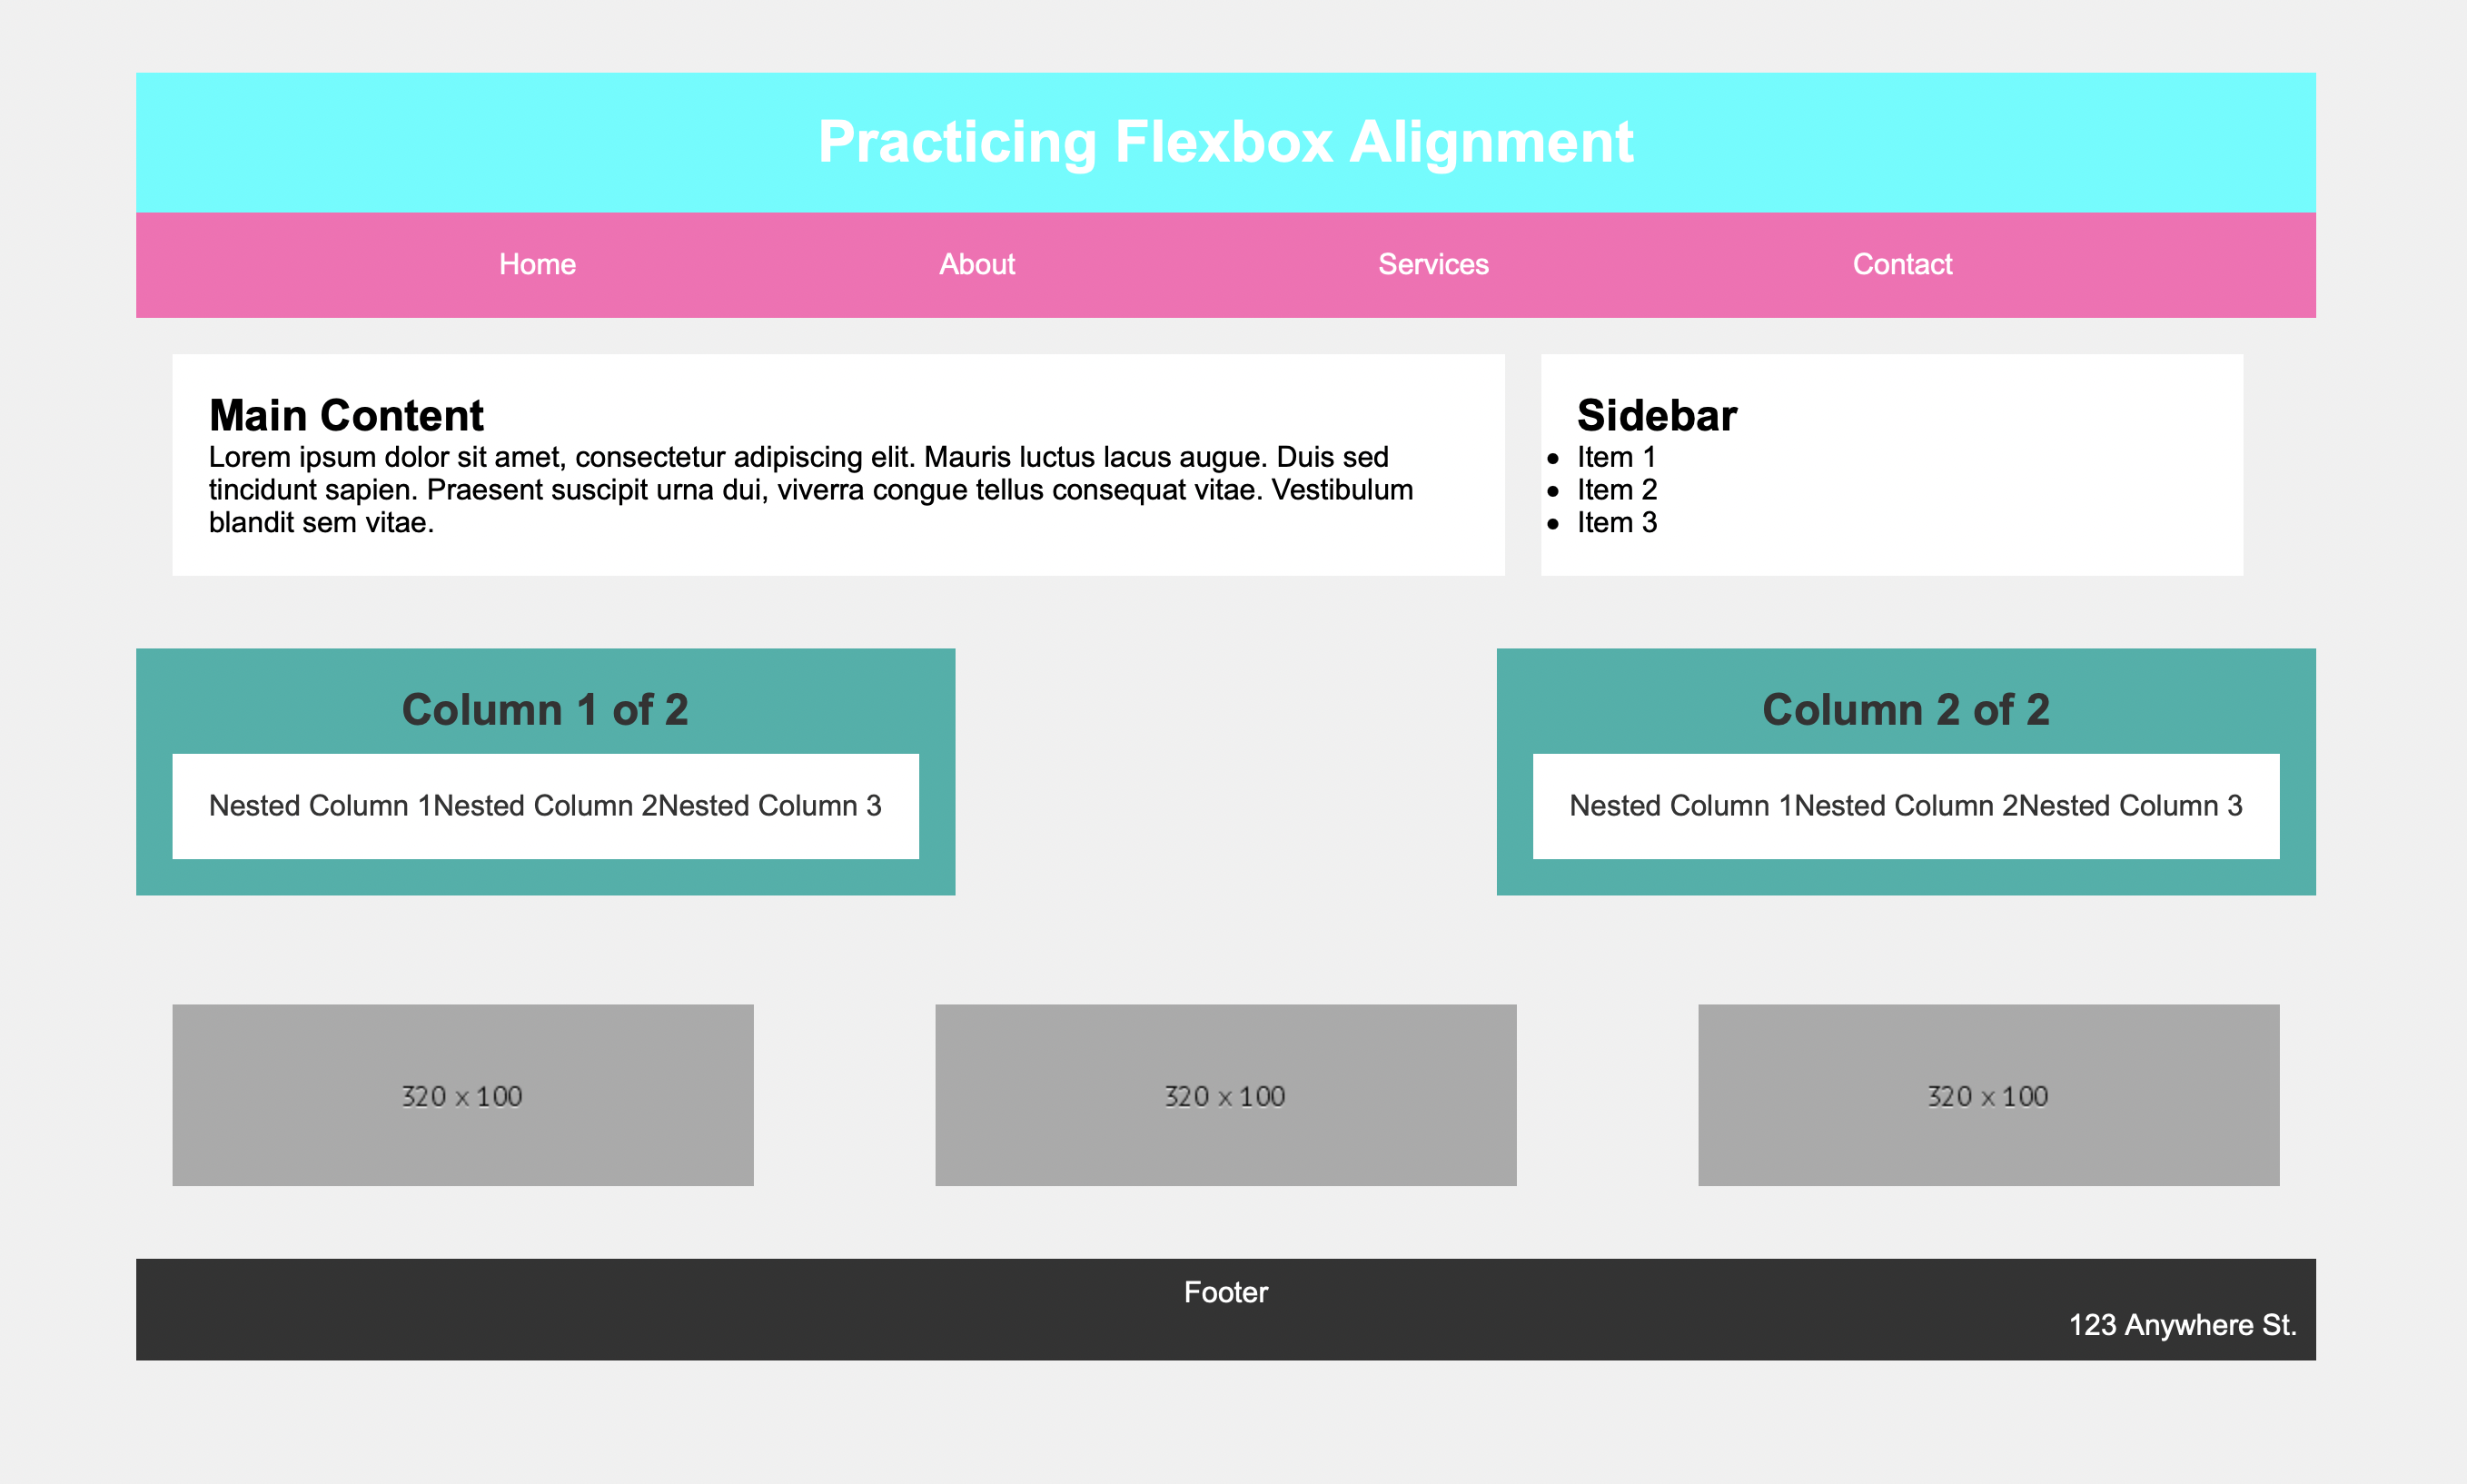 Practicing Flexbox Alignment
Home About Services Contact
Main Content
Lorem ipsum dolor sit amet, consectetur adipiscing elit. Mauris luctus lacus augue. Duis sed
tincidunt sapien. Praesent suscipit urna dui, viverra congue tellus consequat vitae. Vestibulum
blandit sem vitae.
Sidebar
Item 1
Item 2
Item 3
Column 1 of 2
Nested Column 1Nested Column 2Nested Column 3
Column 2 of 2
Nested Column 1Nested Column 2Nested Column 3
320 x 100
320 x 100
320 x 100
Footer
123 Anywhere St.